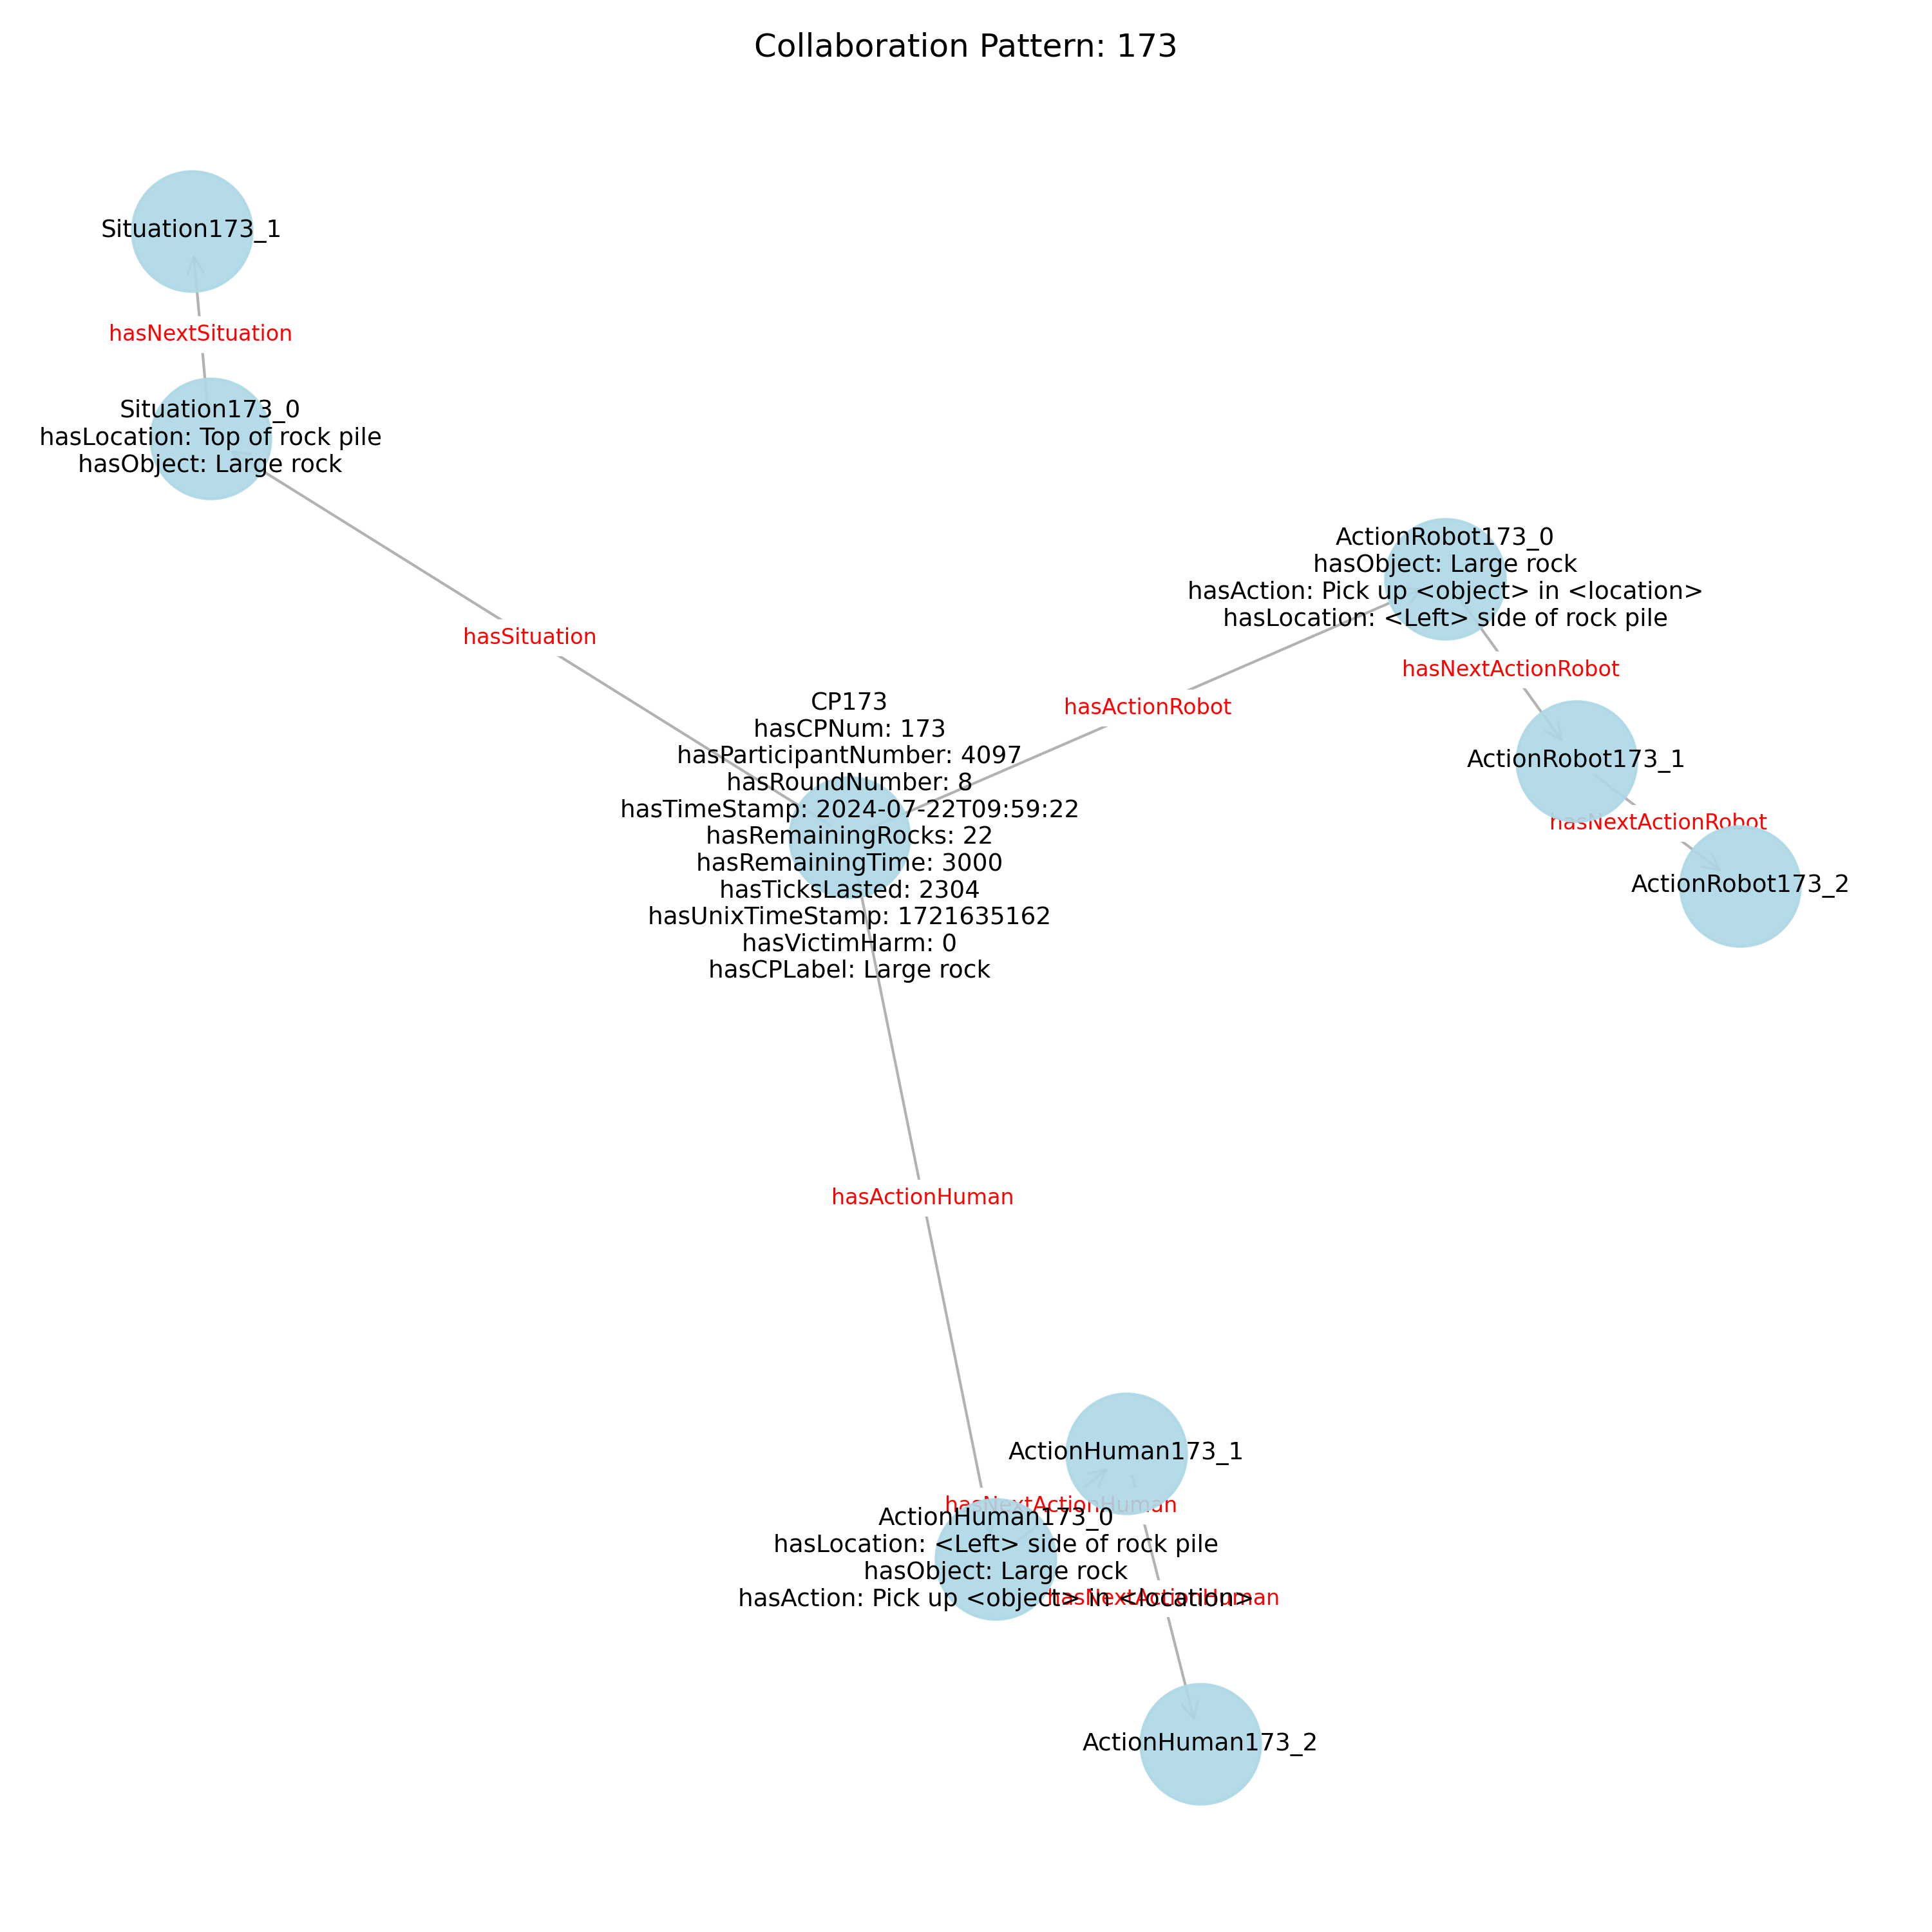 Collaboration Pattern: 173
Situation173_1
hasNextSituation
Situation173_0
hasLocation: Top of rock pile
hasObject: Large rock
hasSituation
ActionRobot173_0
hasObject: Large rock
hasAction: Pick up <object> in <location>
hasLocation: <Left> side of rock pile
hasNextActionRobot
hasActionRobot
ActionRobot173_1
hasNextActionRobot
ActionRobot173_2
CP173
hasCPNum: 173
hasParticipantNumber: 4097
hasRoundNumber: 8
hasTimeStamp: 2024-07-22T09:59:22
hasRemainingRocks: 22
hasRemainingTime: 3000
hasTicksLasted: 2304
hasUnixTimeStamp: 1721635162
hasVictimHarm: 0
hasCPLabel: Large rock
hasActionHuman
ActionHuman173_1
hasNextActionHuman
ActionHuman173_0
hasLocation: <Left> side of rock pile
hasObject: Large rock
hasAction: Pick up <object> in <location>
hasNextActionHuman
ActionHuman173_2